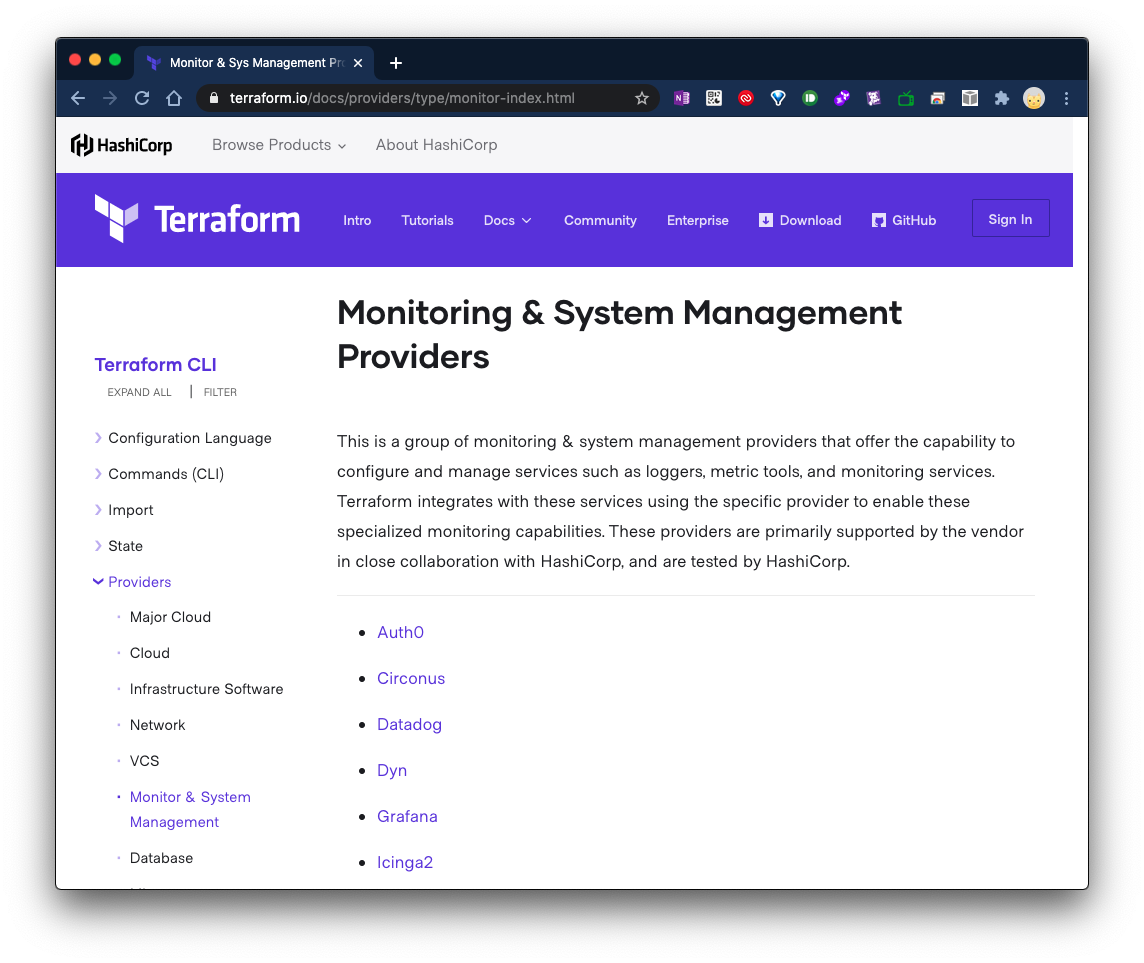 Monitor & Sys Management Pr
terraform.io/docs/providers/type/monitor-index.html
HashiCorp
Browse Products
About HashiCorp
Terraform
Intro
Tutorials
Docs
Community
Enterprise
Download
GitHub
Sign In
Monitoring & System Management
Providers
Terraform CLI
EXPAND ALL | FILTER
Configuration Language
Commands (CLI)
Import
State
Providers
Major Cloud
Cloud
Infrastructure Software
Network
VCS
Monitor & System
Management
Database
This is a group of monitoring & system management providers that offer the capability to
configure and manage services such as loggers, metric tools, and monitoring services.
Terraform integrates with these services using the specific provider to enable these
specialized monitoring capabilities. These providers are primarily supported by the vendor
in close collaboration with HashiCorp, and are tested by HashiCorp.
Auth0
Circonus
Datadog
Dyn
Grafana
Icinga2